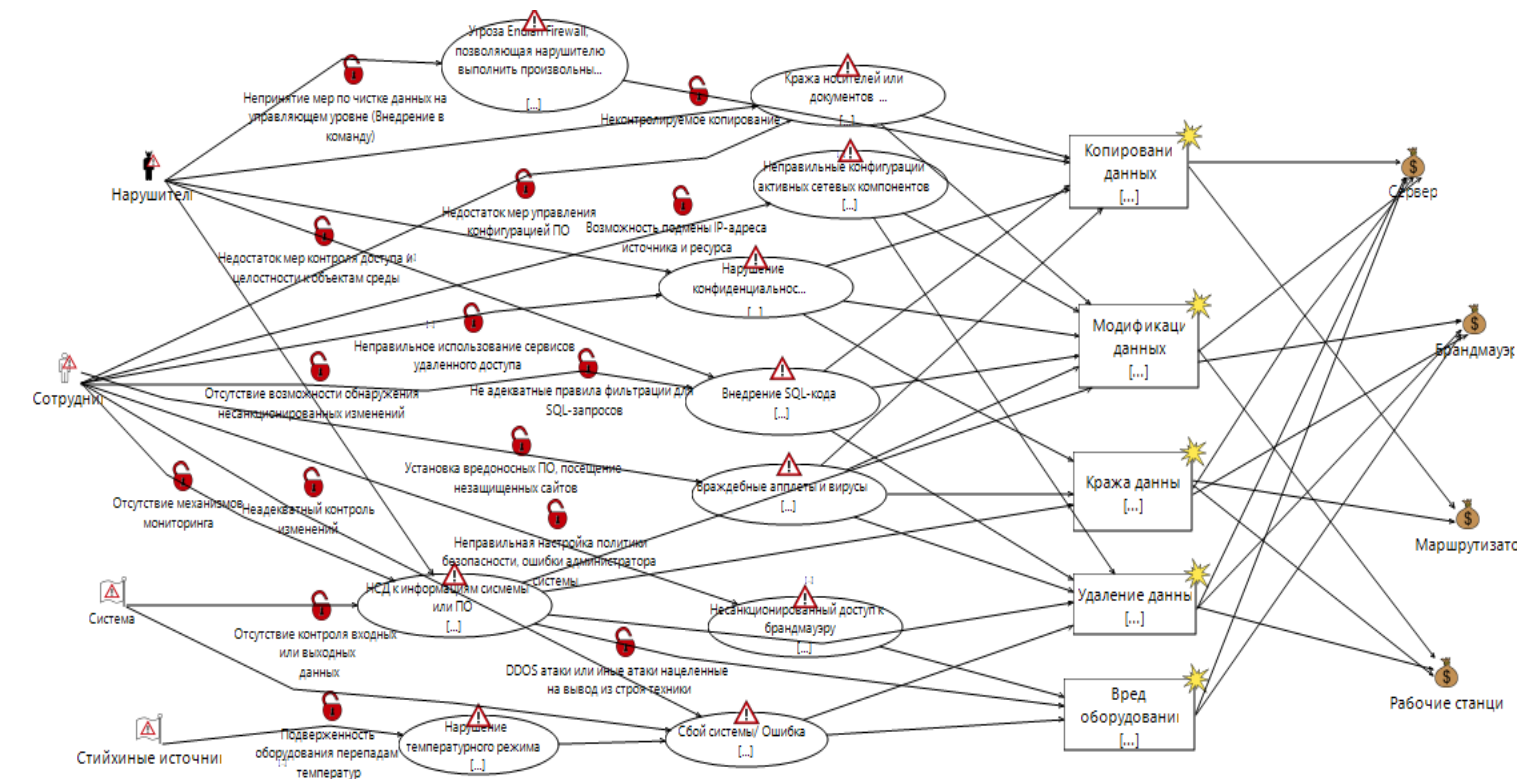 Угроза Endian Firewall,
позволяющая нарушителю
выполнить произвольны...
[...]
Непринятие мер по чистке данных на
управляющем уровне (Внедрение в
команду)
Кража носителей или
документов ...
[...]
Неконтролируемое копирование
Нарушител
Неправильные конфигурации
активных сетевых компонентов
[...]
Копировани
данных
[...]
Сервер
Недостаток мер управления
конфигурацией ПО
Возможность подмены IP-адреса
источника и ресурса
Недостаток мер контроля доступа и
целостности к объектам среды
Нарушение
конфиденциальнос...
[...]
[...]
Неправильное использование сервисов
удаленного доступа
Модификаци
данных
[...]
Брандмауэр
Сотрудни
Отсутствие возможности обнаружения
несанкционированных изменений
Не адекватные правила фильтрации для
SQL-запросов
Внедрение SQL-кода
[...]
Установка вредоносных ПО, посещение
незащищенных сайтов
Враждебные апплеты и вирусы
[...]
Кража данны
[...]
Отсутствие механизмов
мониторинга
Неадекватный контроль
изменений
Маршрутизато
Неправильная настройка политики
безопасности, ошибки администратора
системы
НСД к информациям сисмемы
или ПО
[...]
[...]
Несанкционированный доступ к
брандмауэру
[...]
Удаление данны
[...]
Система
Отсутствие контроля входных
или выходных
данных
DDOS атаки или иные атаки нацеленные
на вывод из строя техники
Вред
оборудовани
[...]
Рабочие станци
Стийхиные источни
Подверженность
оборудования перепадам
температур
[...]
Нарушение
температурного режима
[...]
Сбой системы/ Ошибка
[...]